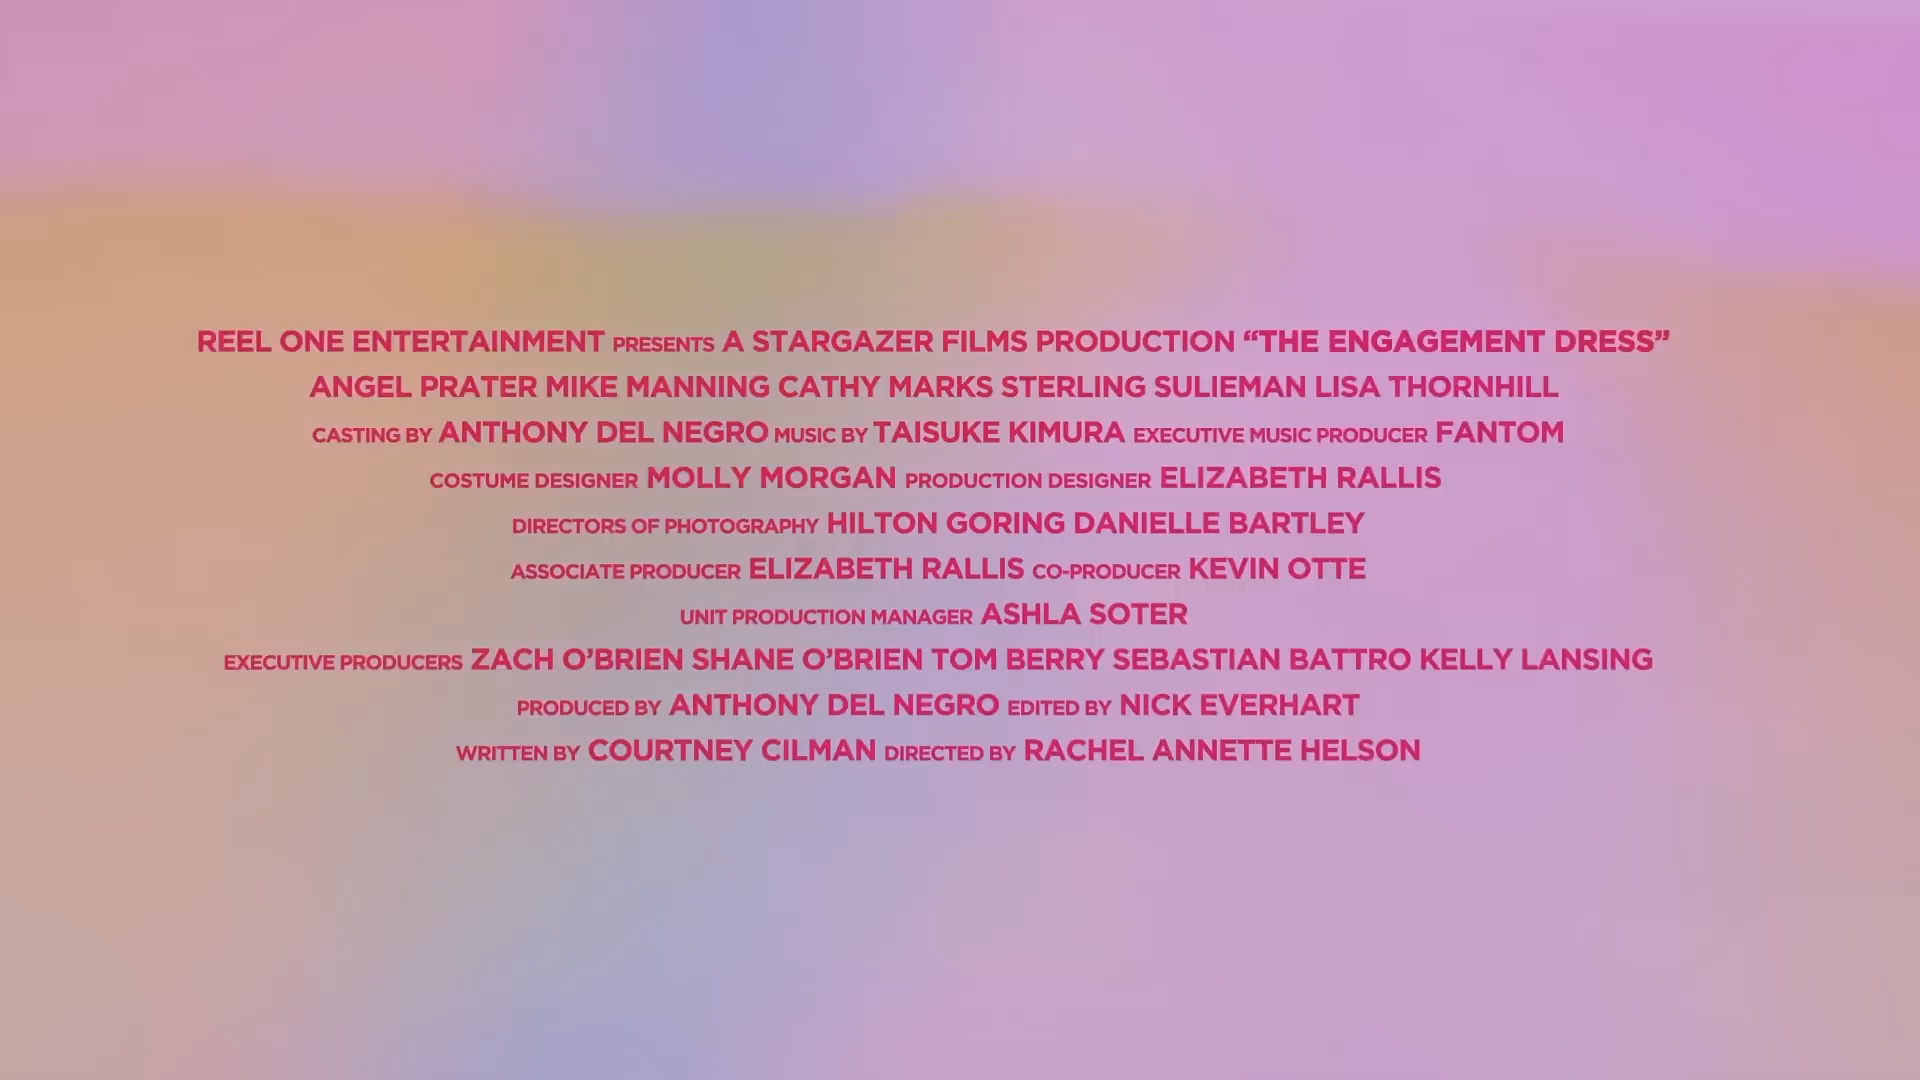 REEL ONE ENTERTAINMENT PRESENTS A STARGAZER FILMS PRODUCTION “THE ENGAGEMENT DRESS”
ANGEL PRATER MIKE MANNING CATHY MARKS STERLING SULIEMAN LISA THORNHILL
CASTING BY ANTHONY DEL NEGRO MUSIC BY TAISUKE KIMURA EXECUTIVE MUSIC PRODUCER FANTOM
COSTUME DESIGNER MOLLY MORGAN PRODUCTION DESIGNER ELIZABETH RALLIS
DIRECTORS OF PHOTOGRAPHY HILTON GORING DANIELLE BARTLEY
ASSOCIATE PRODUCER ELIZABETH RALLIS CO-PRODUCER KEVIN OTTE
UNIT PRODUCTION MANAGER ASHLA SOTER
EXECUTIVE PRODUCERS ZACH O’BRIEN SHANE O’BRIEN TOM BERRY SEBASTIAN BATTRO KELLY LANSING
PRODUCED BY ANTHONY DEL NEGRO EDITED BY NICK EVERHART
WRITTEN BY COURTNEY CILMAN DIRECTED BY RACHEL ANNETTE HELSON